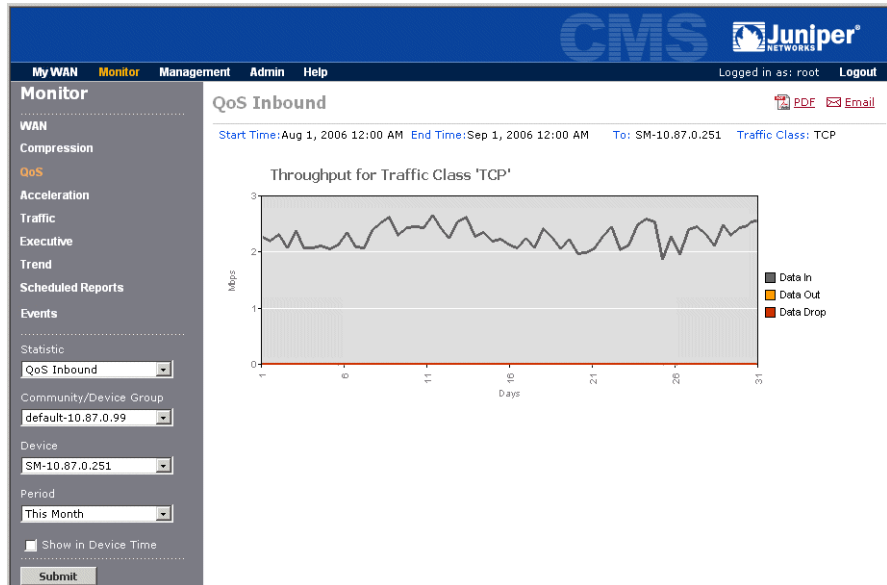 CMS
Juniper®
NETWORKS
My WAN Monitor Management Admin Help Logged in as: root Logout
Monitor
WAN
Compression
QoS
Acceleration
Traffic
Executive
Trend
Scheduled Reports
Events
Statistic
QoS Inbound
Community/Device Group
default-10.87.0.99
Device
SM-10.87.0.251
Period
This Month
Show in Device Time
Submit
QoS Inbound
PDF Email
Start Time:Aug 1, 2006 12:00 AM End Time:Sep 1, 2006 12:00 AM To: SM-10.87.0.251 Traffic Class: TCP
Throughput for Traffic Class 'TCP'
3
2
1
0
Mbps
1 6 11 16 21 26 31
Days
Data In
Data Out
Data Drop